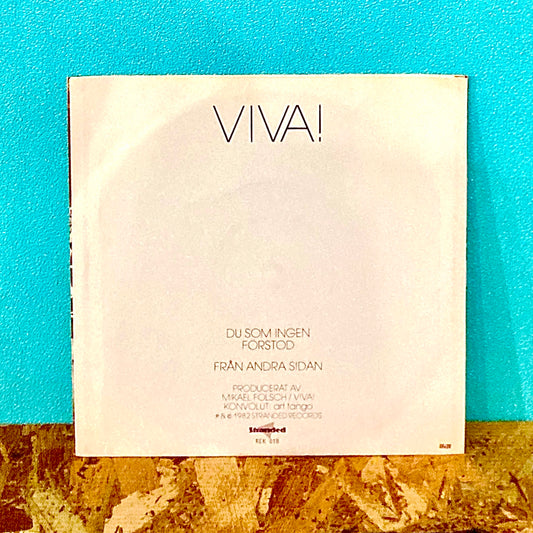 VIVA!
DU SOM INGEN
FÖRSTOD
FRÅN ANDRA SIDAN
PRODUCERAT AV
MIKAEL FOLSCH / VIVA!
KONVOLUT: art tango
℗ & © 1982 STRANDED RECORDS
Stranded
REK 018